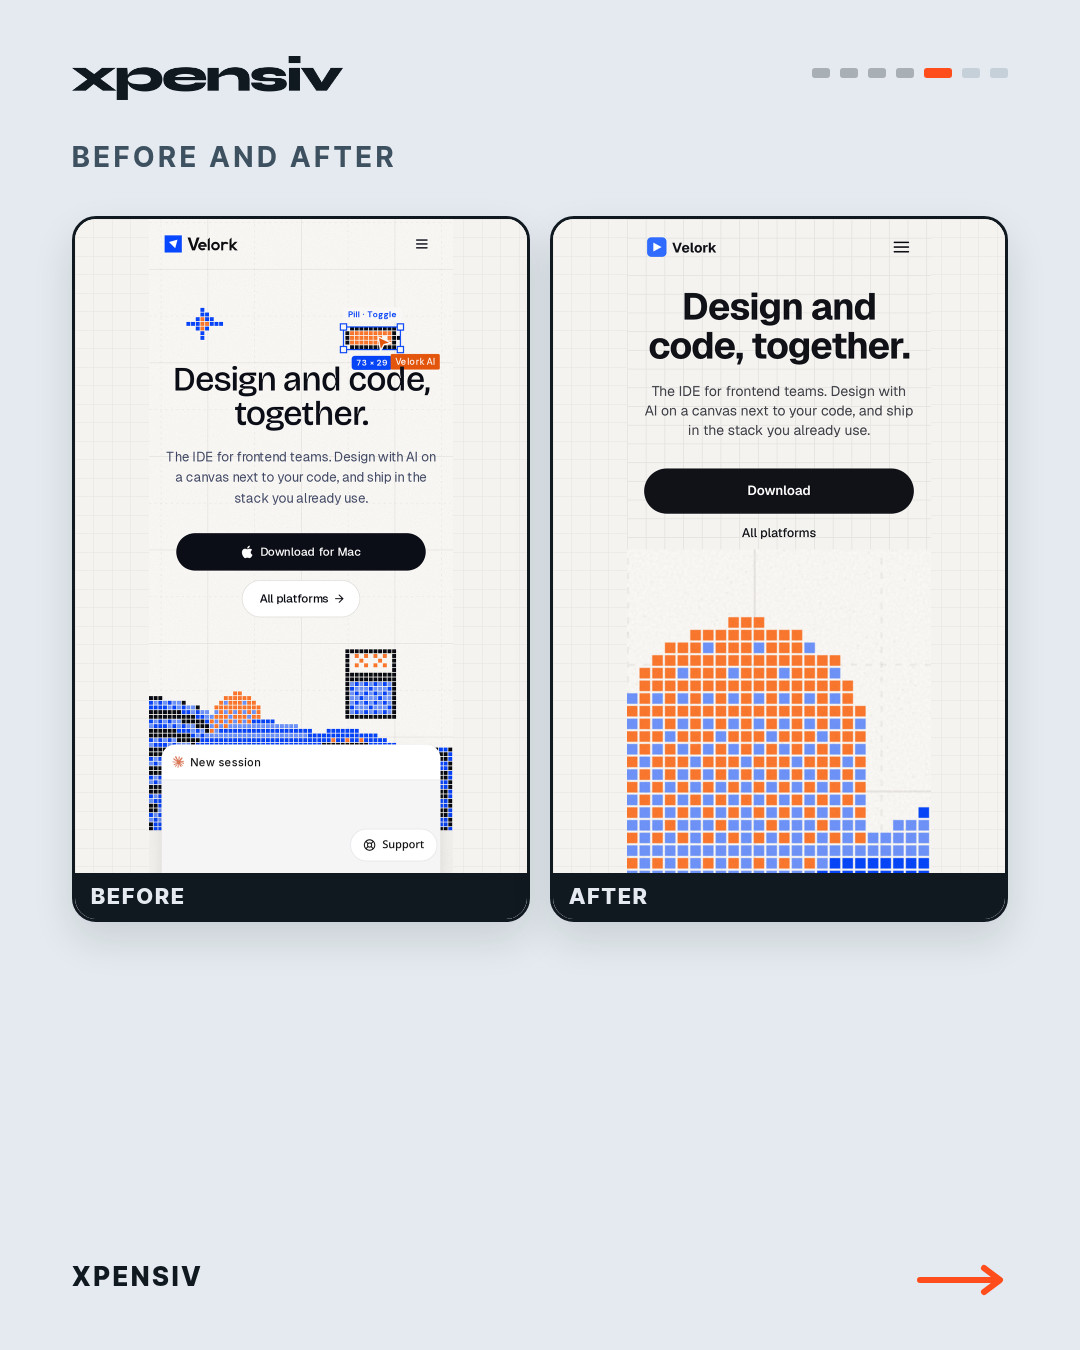 xpensiv
BEFORE AND AFTER
Velork
Pill · Toggle
73 × 29
Velork AI
Design and code,
together.
The IDE for frontend teams. Design with AI on
a canvas next to your code, and ship in the
stack you already use.
Download for Mac
All platforms →
New session
Support
BEFORE
Velork
Design and
code, together.
The IDE for frontend teams. Design with
AI on a canvas next to your code, and ship
in the stack you already use.
Download
All platforms
AFTER
XPENSIV